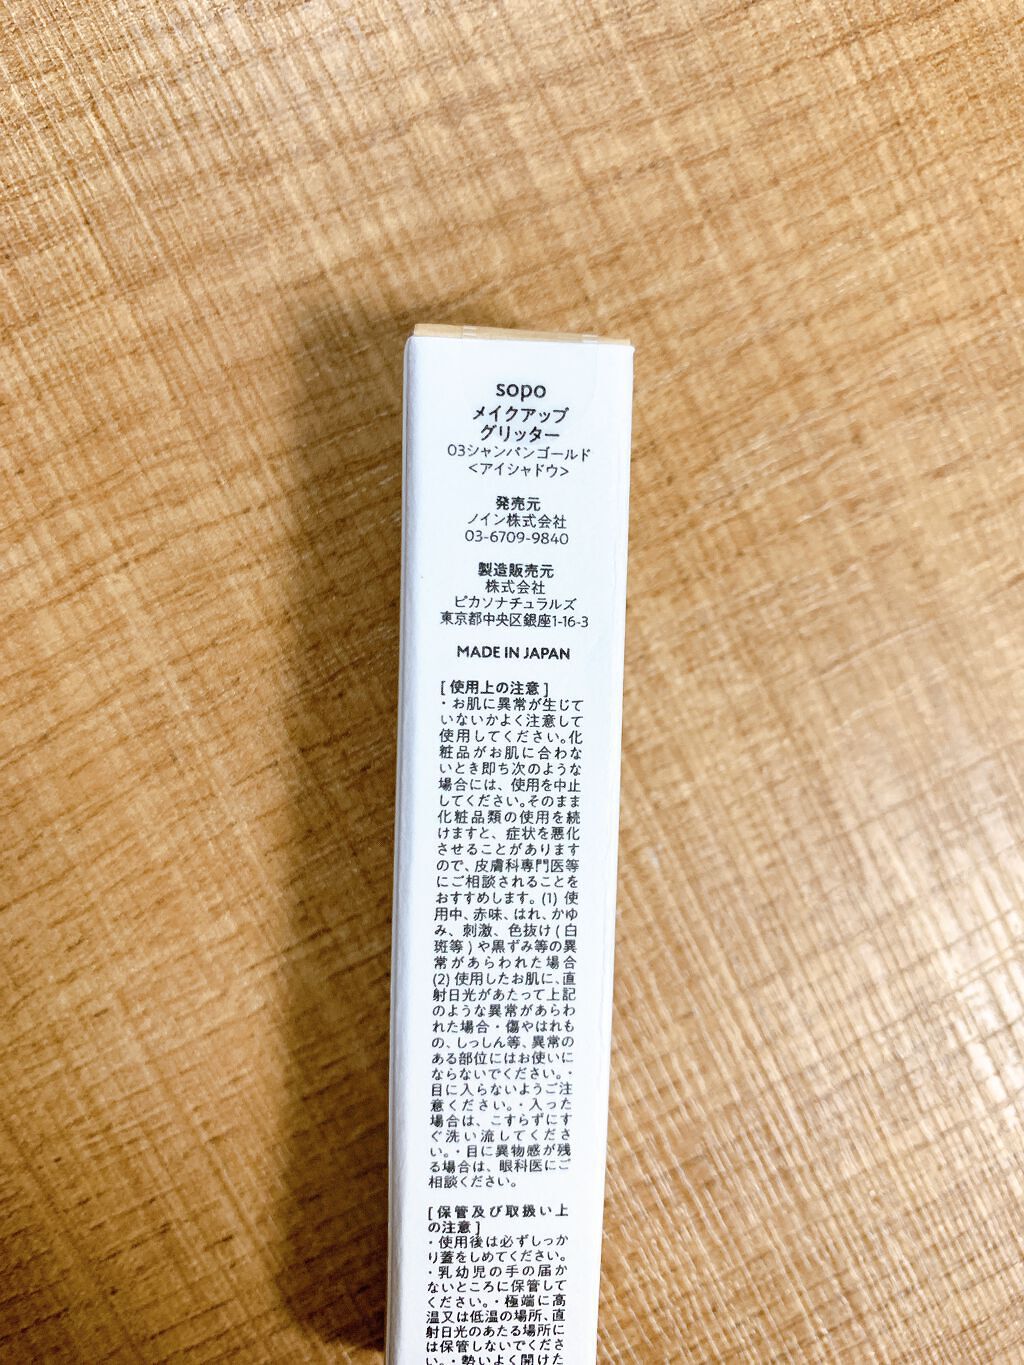 sopo
メイクアップ
グリッター
03シャンパンゴールド
<アイシャドウ>
発売元
ノイン株式会社
03-6709-9840
製造販売元
株式会社
ピカソナチュラルズ
東京都中央区銀座1-16-3
MADE IN JAPAN
[使用上の注意]
・お肌に異常が生じて
いないかよく注意して
使用してください。化
粧品がお肌に合わな
いとき即ち次のような
場合には、使用を中止
してください。そのまま
化粧品類の使用を続
けますと、症状を悪化
させることがあります
ので、皮膚科専門医等
にご相談されることを
おすすめします。(1) 使
用中、赤味、はれ、かゆ
み、刺激、色抜け(白
斑等)や黒ずみ等の異
常があらわれた場合
(2) 使用したお肌に、直
射日光があたって上記
のような異常があらわ
れた場合・傷やはれも
の、しっしん等、異常の
ある部位にはお使いに
ならないでください。・
目に入らないようご注
意ください。・入った
場合は、こすらずにす
ぐ洗い流してくださ
い。・目に異物感が残
る場合は、眼科医にご
相談ください。
[保管及び取扱い上
の注意]
・使用後は必ずしっか
り蓋をしめてください。
・乳幼児の手の届か
ないところに保管して
ください。・極端に高
温又は低温の場所、直
射日光のあたる場所に
は保管しないでくださ
い。・勢いよく開けた